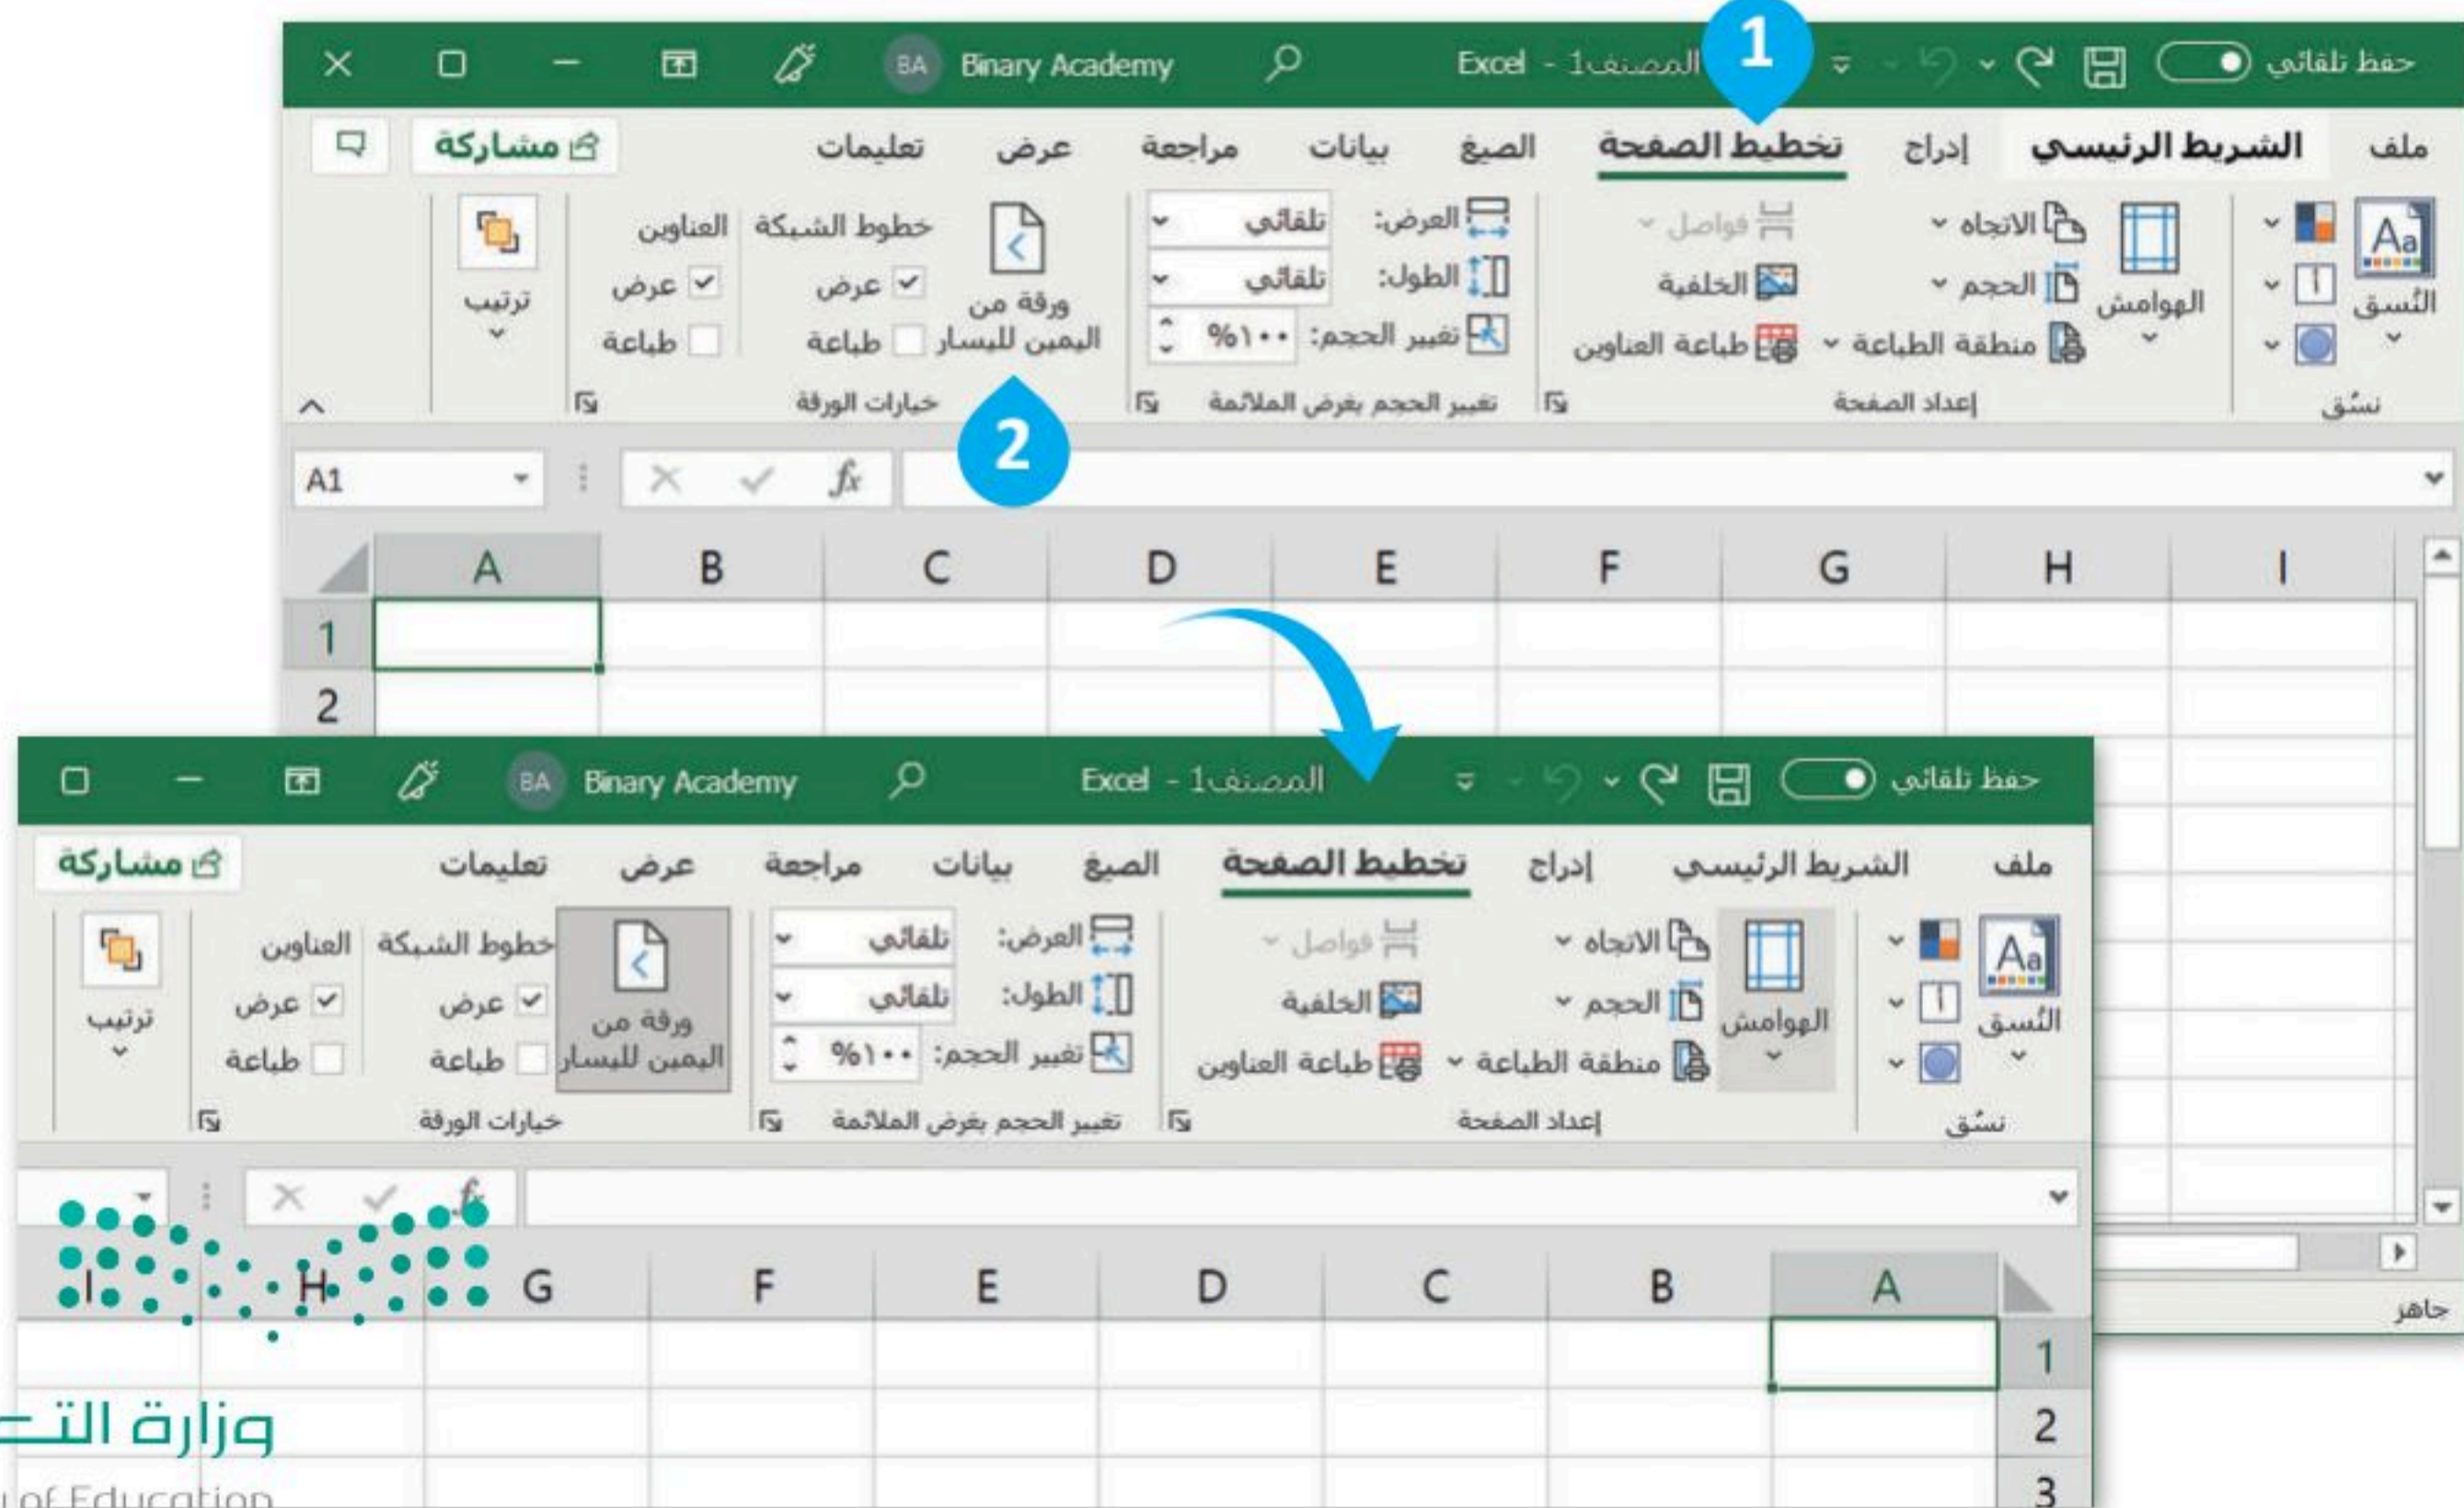 1
حفظ تلقائي المصنف1 - Excel Binary Academy BA
ملف الشريط الرئيسي إدراج تخطيط الصفحة الصيغ بيانات مراجعة عرض تعليمات مشاركة
Aa الاتجاه فواصل العرض: تلقائي خطوط الشبكة العناوين
الحجم الخلفية الطول: تلقائي عرض عرض
النُسق الهوامش ورقة من ترتيب
منطقة الطباعة طباعة العناوين تغيير الحجم: ١٠٠% اليمين لليسار طباعة طباعة
نسُق إعداد الصفحة تغيير الحجم بغرض الملائمة خيارات الورقة
2
A1 fx
A B C D E F G H I
1
2
حفظ تلقائي المصنف1 - Excel Binary Academy BA
ملف الشريط الرئيسي إدراج تخطيط الصفحة الصيغ بيانات مراجعة عرض تعليمات مشاركة
Aa الاتجاه فواصل العرض: تلقائي خطوط الشبكة العناوين
الحجم الخلفية الطول: تلقائي عرض عرض
النُسق الهوامش ورقة من ترتيب
منطقة الطباعة طباعة العناوين تغيير الحجم: ١٠٠% اليمين لليسار طباعة طباعة
نسُق إعداد الصفحة تغيير الحجم بغرض الملائمة خيارات الورقة
fx
I H G F E D C B A
جاهز
1
2
3
وزارة
of Education